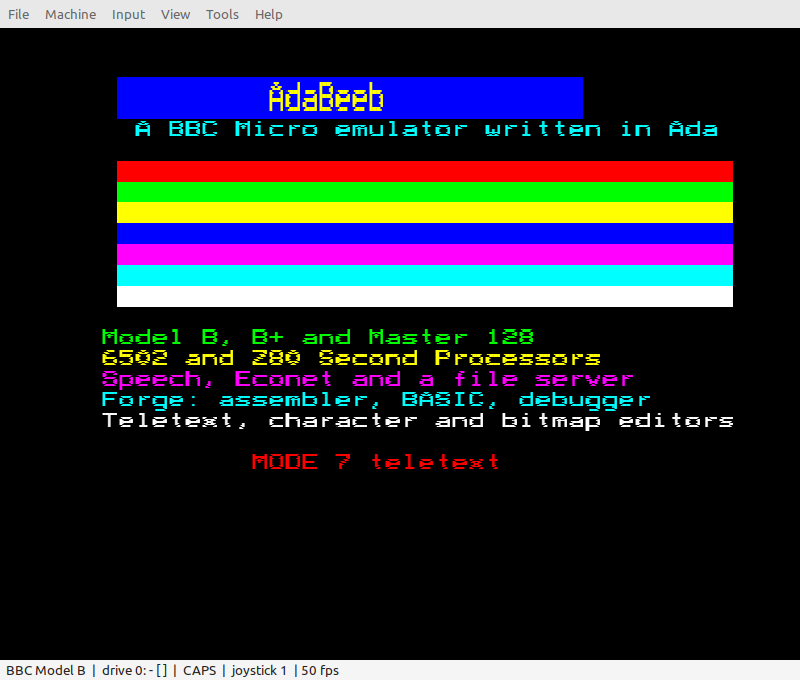 File Machine Input View Tools Help
AdaBeeb
A BBC Micro emulator written in Ada
Model B, B+ and Master 128
6502 and Z80 Second Processors
Speech, Econet and a file server
Forge: assembler, BASIC, debugger
Teletext, character and bitmap editors
MODE 7 teletext
BBC Model B | drive 0: - [ ] | CAPS | joystick 1 | 50 fps